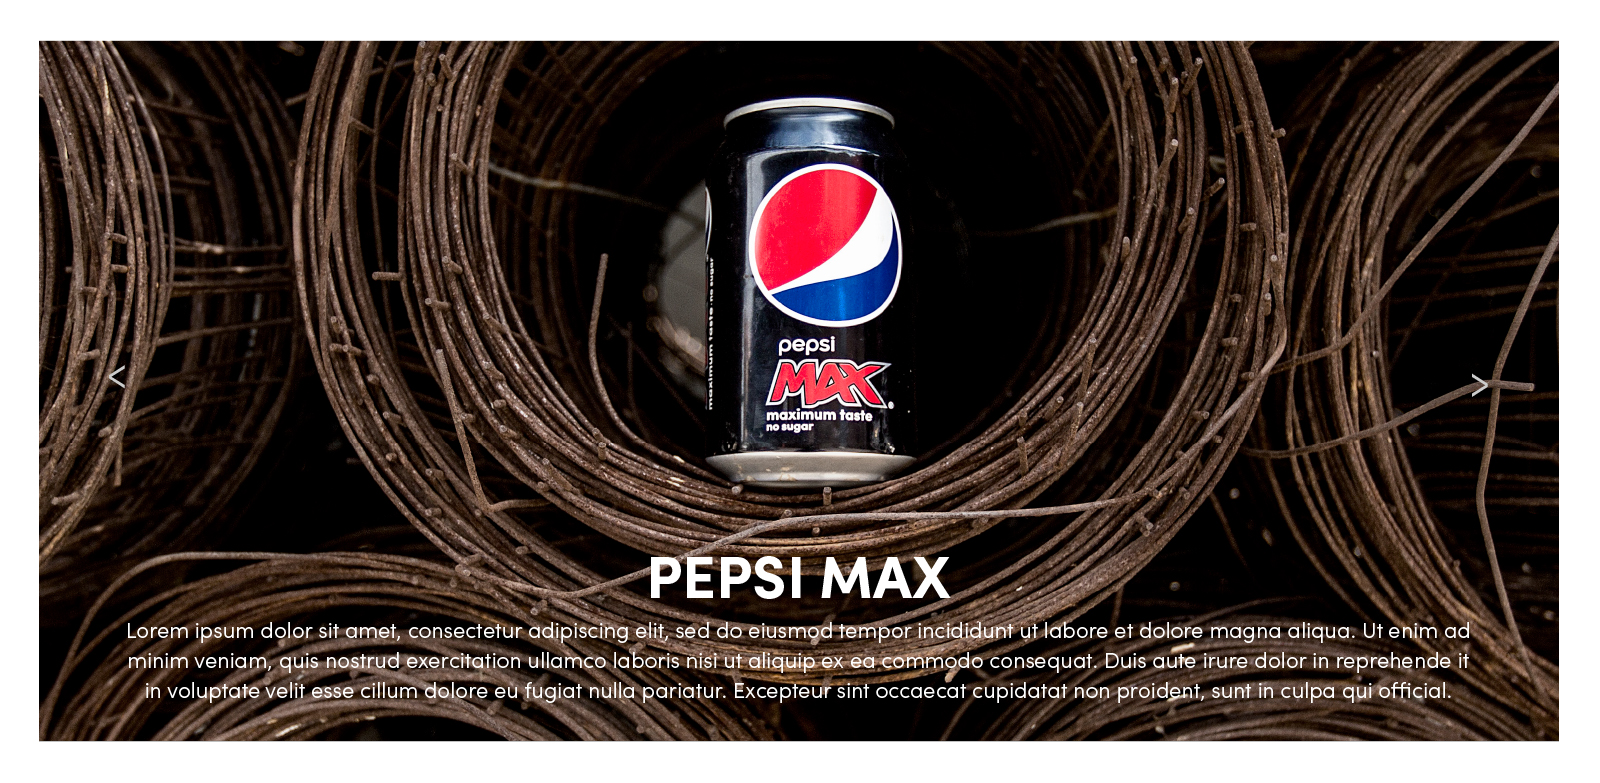 maximum taste no sugar
pepsi
MAX
maximum taste
no sugar
<
>
PEPSI MAX
Lorem ipsum dolor sit amet, consectetur adipiscing elit, sed do eiusmod tempor incididunt ut labore et dolore magna aliqua. Ut enim ad
minim veniam, quis nostrud exercitation ullamco laboris nisi ut aliquip ex ea commodo consequat. Duis aute irure dolor in reprehende it
in voluptate velit esse cillum dolore eu fugiat nulla pariatur. Excepteur sint occaecat cupidatat non proident, sunt in culpa qui official.